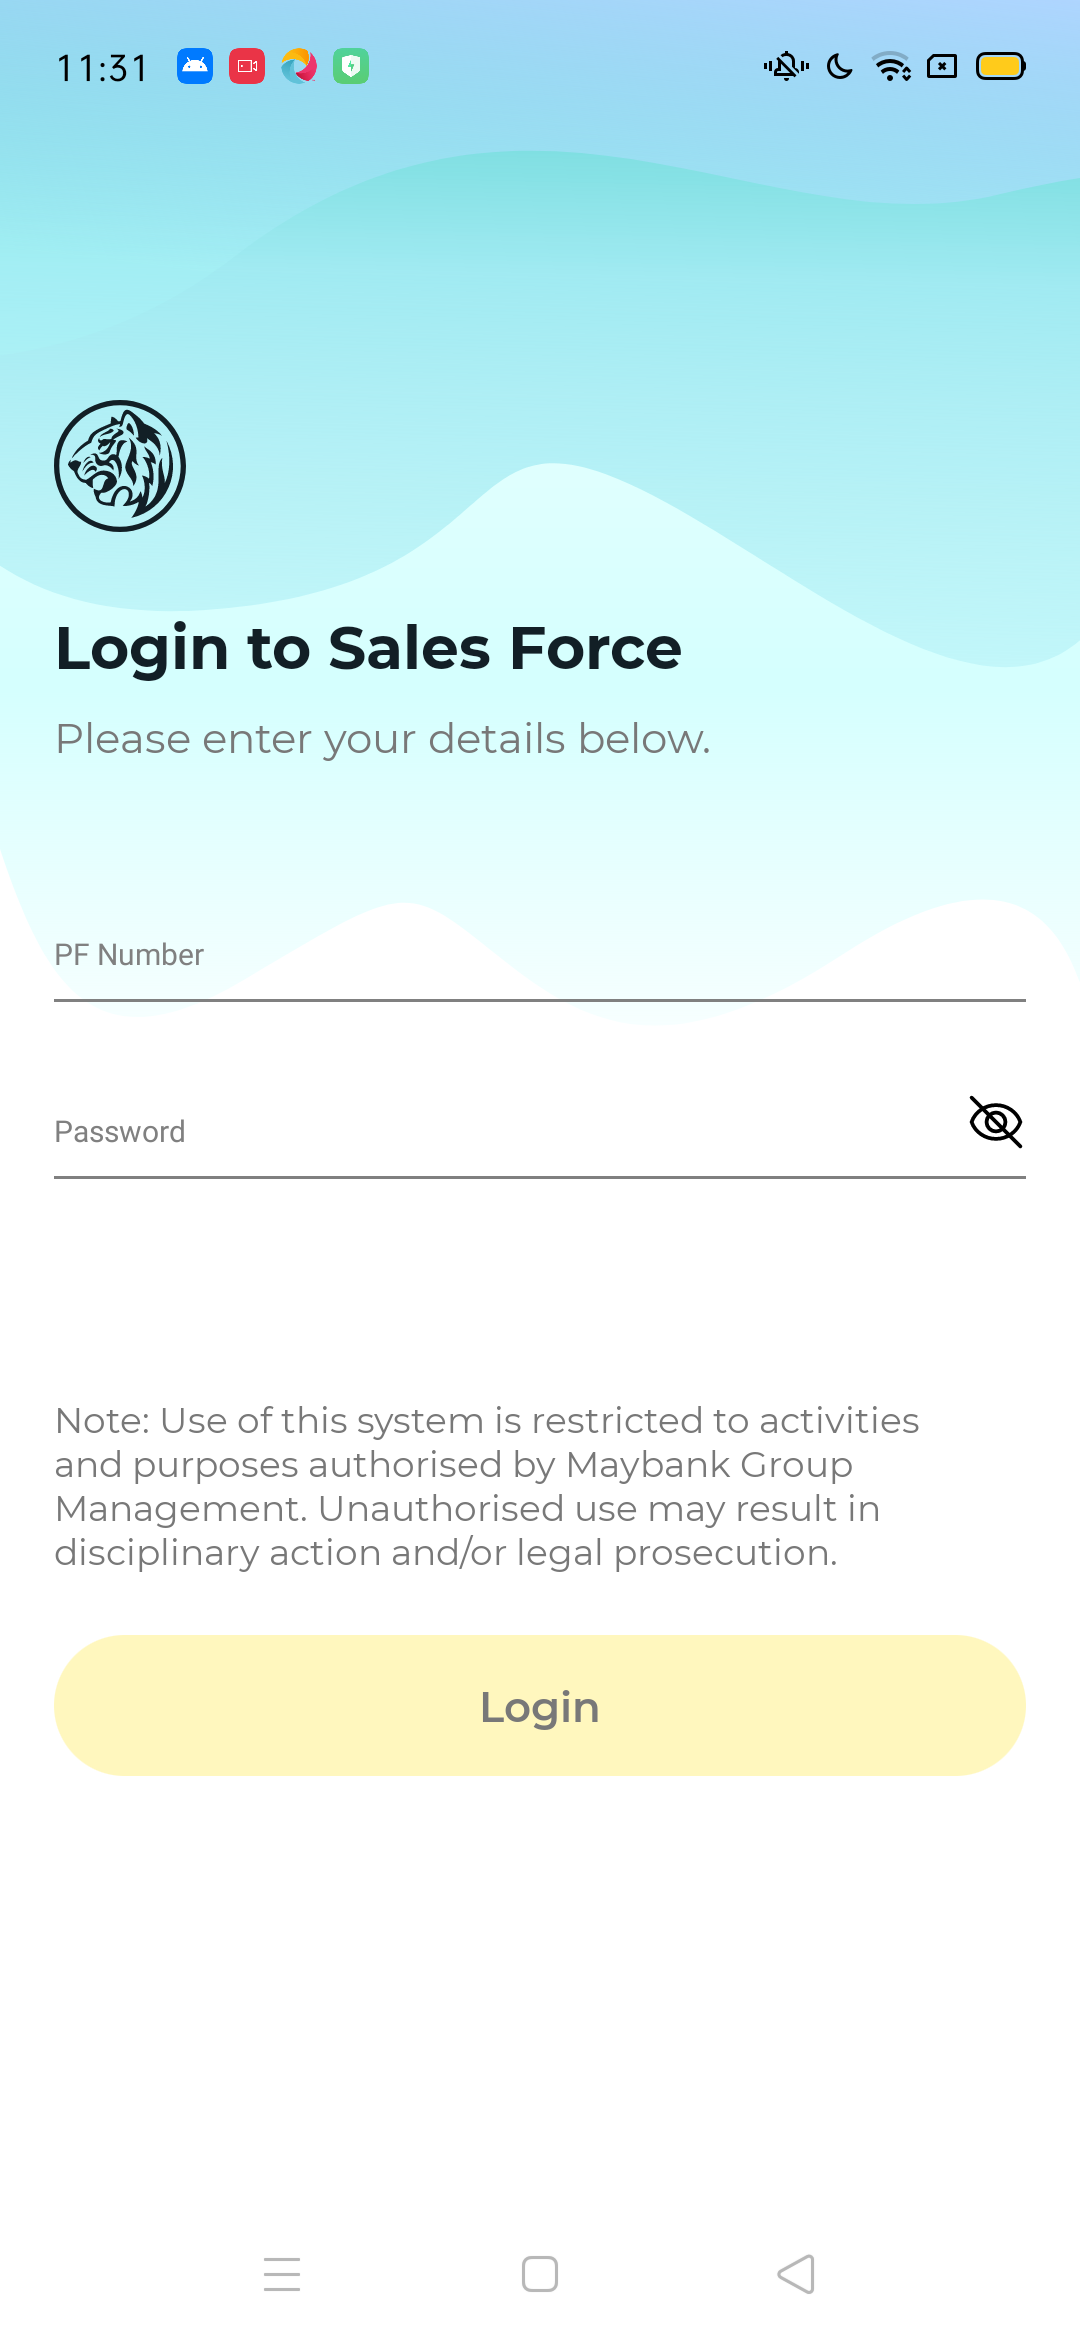 11:31
Login to Sales Force
Please enter your details below.
PF Number
Password
Note: Use of this system is restricted to activities
and purposes authorised by Maybank Group
Management. Unauthorised use may result in
disciplinary action and/or legal prosecution.
Login